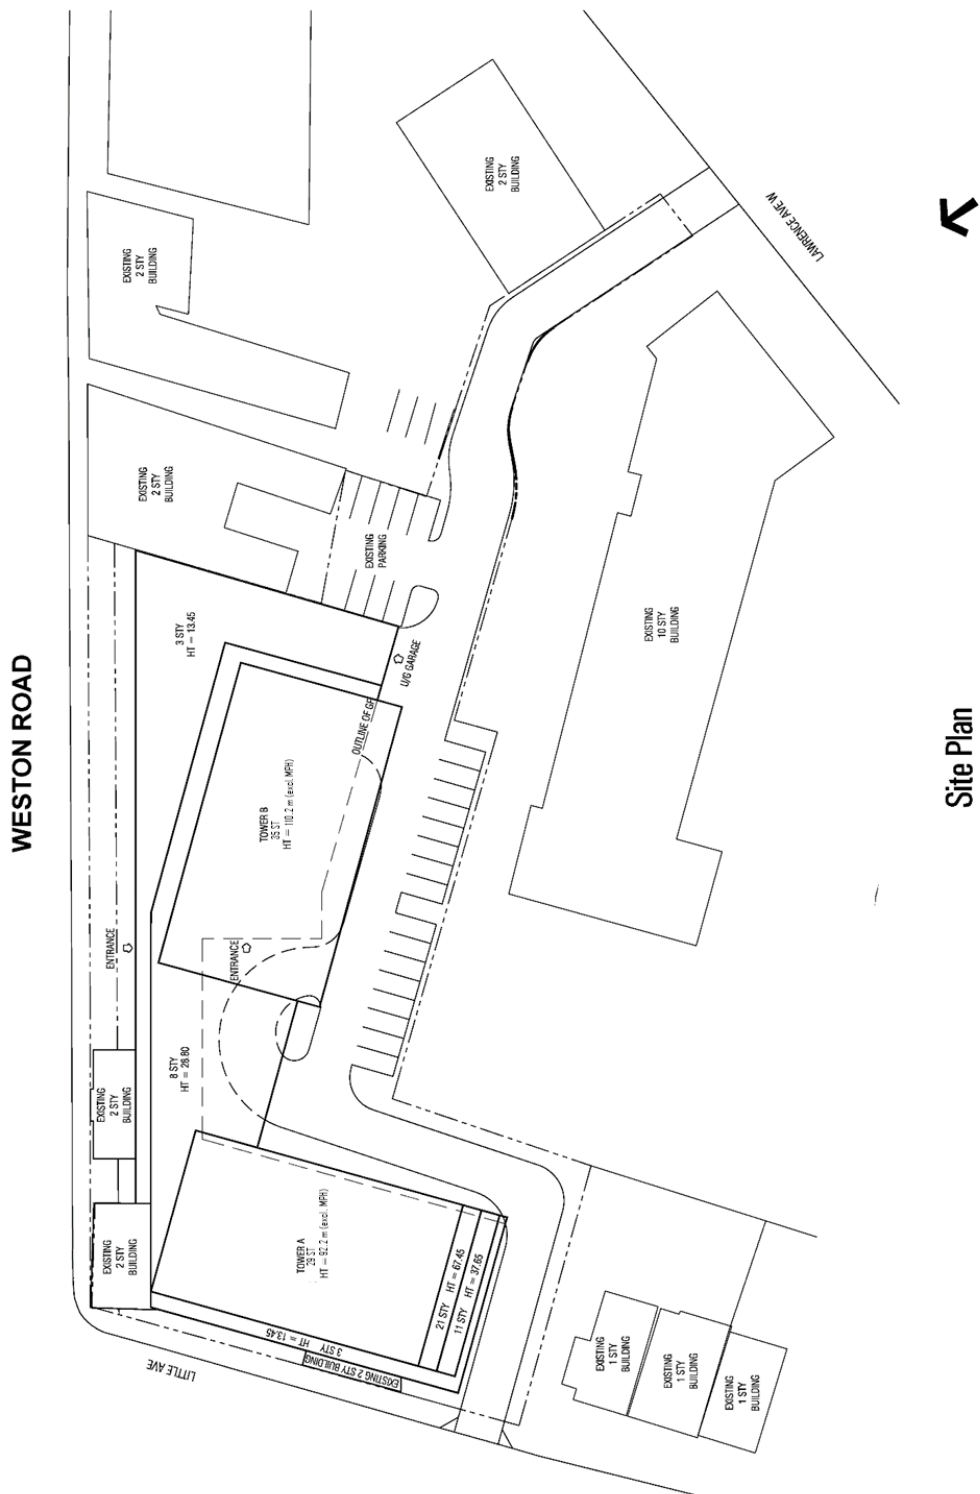 WESTON ROAD
EXISTING
2 STY
BUILDING
LAWRENCE AVE W
EXISTING
2 STY
BUILDING
EXISTING
2 STY
BUILDING
EXISTING
PARKING
3 STY
HT = 13.45
U/G GARAGE
EXISTING
10 STY
BUILDING
OUTLINE OF GF
TOWER B
35 ST
HT = 110.2 m (excl. MPH)
ENTRANCE
ENTRANCE
8 STY
HT = 28.80
EXISTING
2 STY
BUILDING
EXISTING
2 STY
BUILDING
TOWER A
29 ST
HT = 92.2 m (excl. MPH)
21 STY HT = 67.45
11 STY HT = 37.65
3 STY
HT = 13.45
EXISTING 2 STY BUILDING
LITTLE AVE
EXISTING
1 STY
BUILDING
EXISTING
1 STY
BUILDING
EXISTING
1 STY
BUILDING
Site Plan